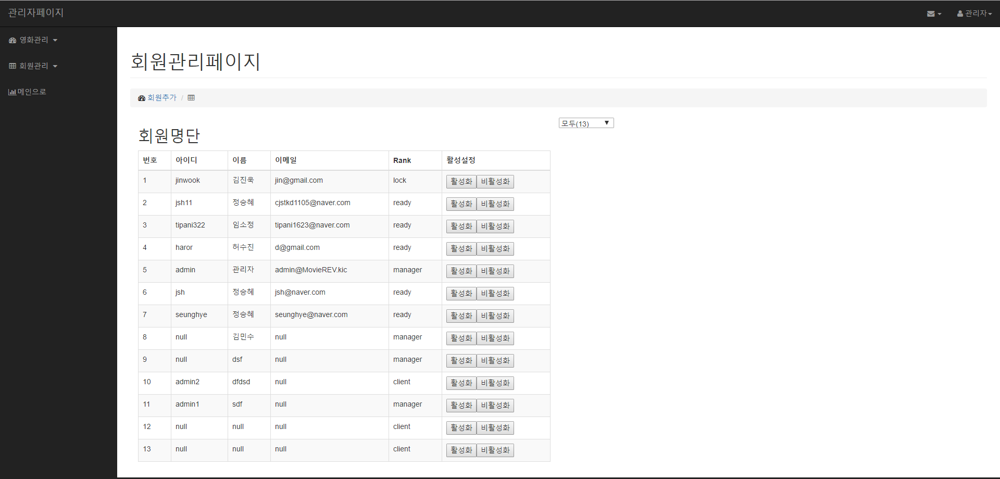 관리자페이지
관리자
영화관리
회원관리
메인으로
회원관리페이지
회원추가 /
모두(13)
회원명단
번호 아이디 이름 이메일 Rank 활성설정
1 jinwook 김진욱 jin@gmail.com lock 활성화 비활성화
2 jsh11 정승혜 cjstkd1105@naver.com ready 활성화 비활성화
3 tipani322 임소정 tipani1623@naver.com ready 활성화 비활성화
4 haror 허수진 d@gmail.com ready 활성화 비활성화
5 admin 관리자 admin@MovieREV.kic manager 활성화 비활성화
6 jsh 정승혜 jsh@naver.com ready 활성화 비활성화
7 seunghye 정승혜 seunghye@naver.com ready 활성화 비활성화
8 null 김민수 null manager 활성화 비활성화
9 null dsf null manager 활성화 비활성화
10 admin2 dfdsd null client 활성화 비활성화
11 admin1 sdf null manager 활성화 비활성화
12 null null null client 활성화 비활성화
13 null null null client 활성화 비활성화